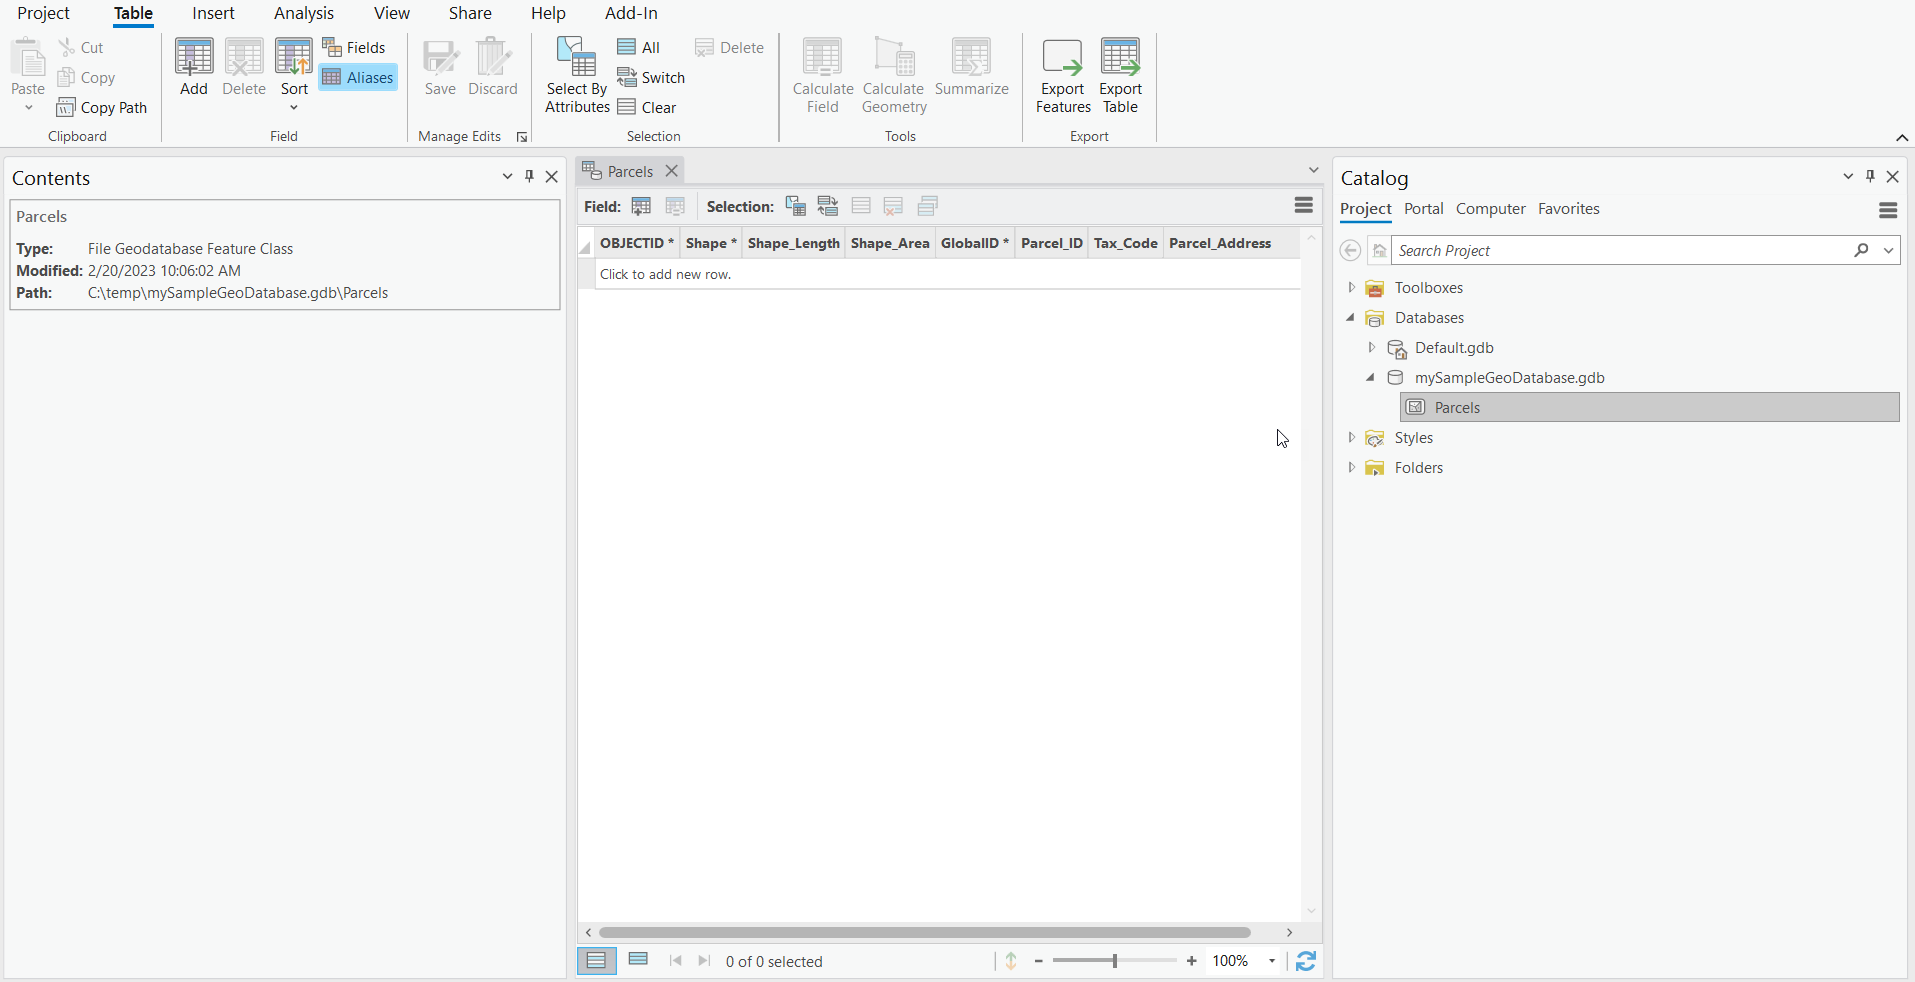 Project Table Insert Analysis View Share Help Add-In
Paste
Cut
Copy
Copy Path
Clipboard
Add
Delete
Sort
Fields
Aliases
Field
Save
Discard
Manage Edits
Select By
Attributes
All
Switch
Clear
Delete
Selection
Calculate
Field
Calculate
Geometry
Summarize
Tools
Export
Features
Export
Table
Export
Contents
Parcels
Type: File Geodatabase Feature Class
Modified: 2/20/2023 10:06:02 AM
Path: C:\temp\mySampleGeoDatabase.gdb\Parcels
Parcels
Field: Selection:
OBJECTID * Shape * Shape_Length Shape_Area GlobalID * Parcel_ID Tax_Code Parcel_Address
Click to add new row.
0 of 0 selected
100%
Catalog
Project Portal Computer Favorites
Search Project
Toolboxes
Databases
Default.gdb
mySampleGeoDatabase.gdb
Parcels
Styles
Folders